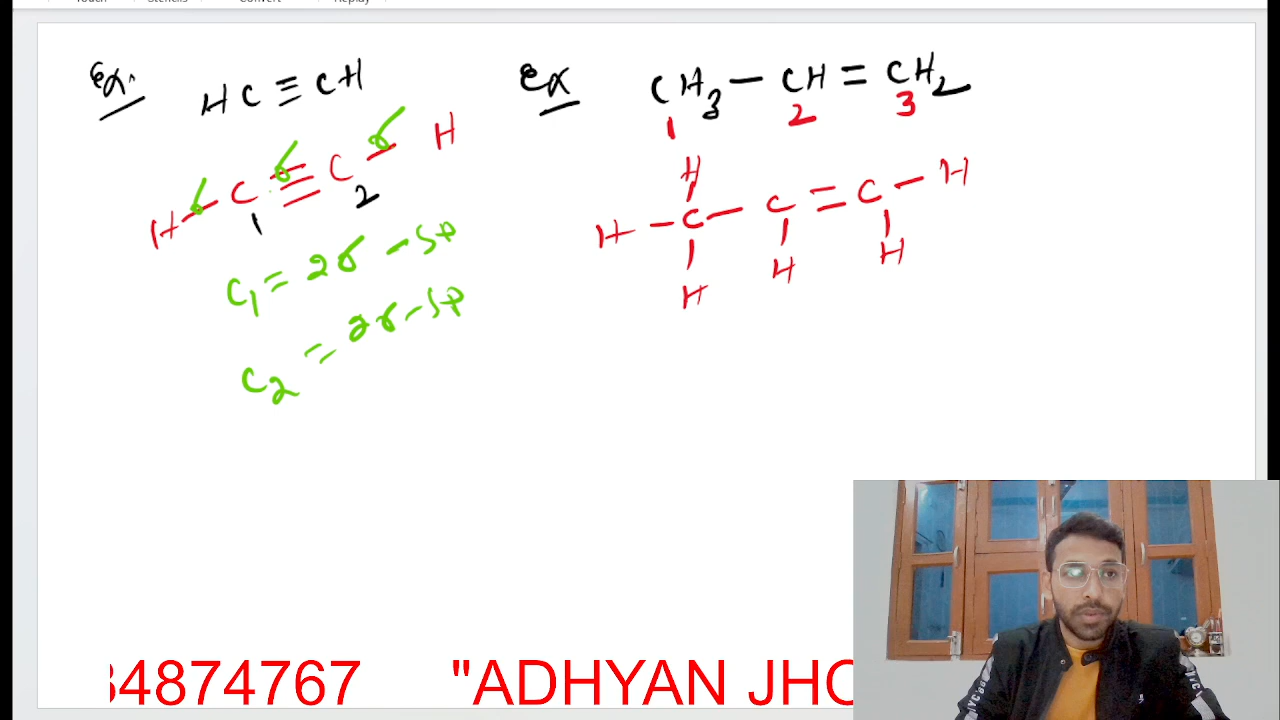 Ex:
HC ≡ CH
H - C ≡ C - H
1 2
C1 = 2σ - SP
C2 = 2σ - SP
Ex
CH3 - CH = CH2
1 2 3
H
H - C - C = C - H
H H H
34874767 "ADHYAN JHO